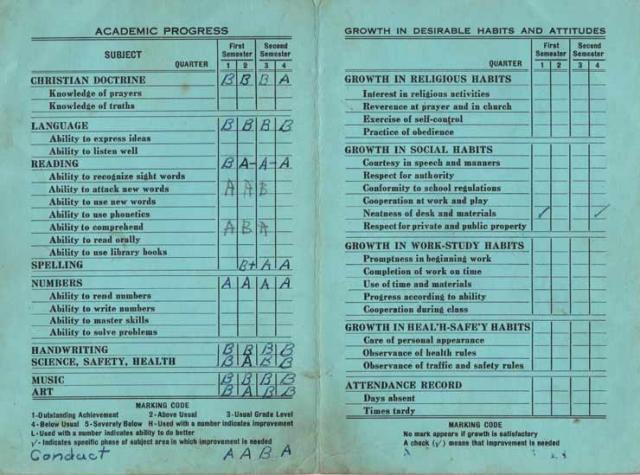 ACADEMIC PROGRESS
SUBJECT
First Semester Second Semester
QUARTER 1 2 3 4
CHRISTIAN DOCTRINE B B B A
Knowledge of prayers
Knowledge of truths
LANGUAGE B B B B
Ability to express ideas
Ability to listen well
READING B A- A- A
Ability to recognize sight words
Ability to attack new words A A B
Ability to use new words
Ability to use phonetics
Ability to comprehend A B A
Ability to read orally
Ability to use library books
SPELLING B+ A A
NUMBERS A A A A
Ability to read numbers
Ability to write numbers
Ability to master skills
Ability to solve problems
HANDWRITING B B B B
SCIENCE, SAFETY, HEALTH B A B B
MUSIC B B B B
ART B A B B
MARKING CODE
1-Outstanding Achievement 2-Above Usual 3-Usual Grade Level
4-Below Usual 5-Severely Below H-Used with a number indicates improvement
L-Used with a number indicates ability to do better
√-Indicates specific phase of subject area in which improvement is needed
Conduct A A B A
GROWTH IN DESIRABLE HABITS AND ATTITUDES
First Semester Second Semester
QUARTER 1 2 3 4
GROWTH IN RELIGIOUS HABITS
Interest in religious activities
Reverence at prayer and in church
Exercise of self-control
Practice of obedience
GROWTH IN SOCIAL HABITS
Courtesy in speech and manners
Respect for authority
Conformity to school regulations
Cooperation at work and play
Neatness of desk and materials ✓ ✓
Respect for private and public property
GROWTH IN WORK-STUDY HABITS
Promptness in beginning work
Completion of work on time
Use of time and materials
Progress according to ability
Cooperation during class
GROWTH IN HEAL'H-SAFE'Y HABITS
Care of personal appearance
Observance of health rules
Observance of traffic and safety rules
ATTENDANCE RECORD
Days absent
Times tardy
MARKING CODE
No mark appears if growth is satisfactory
A check (√) means that improvement is needed